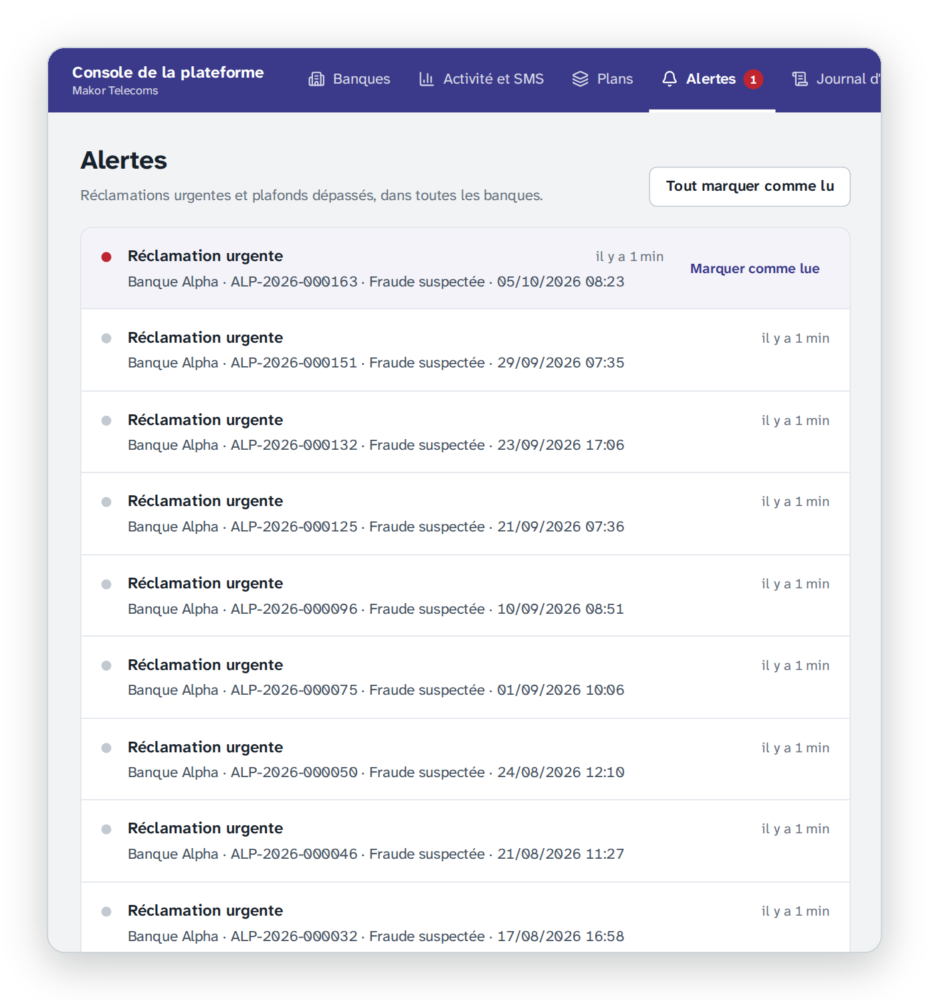 Console de la plateforme
Makor Telecoms
Banques
Activité et SMS
Plans
Alertes 1
Journal d'
Alertes
Réclamations urgentes et plafonds dépassés, dans toutes les banques.
Tout marquer comme lu
Réclamation urgente
il y a 1 min
Marquer comme lue
Banque Alpha · ALP-2026-000163 · Fraude suspectée · 05/10/2026 08:23
Réclamation urgente
il y a 1 min
Banque Alpha · ALP-2026-000151 · Fraude suspectée · 29/09/2026 07:35
Réclamation urgente
il y a 1 min
Banque Alpha · ALP-2026-000132 · Fraude suspectée · 23/09/2026 17:06
Réclamation urgente
il y a 1 min
Banque Alpha · ALP-2026-000125 · Fraude suspectée · 21/09/2026 07:36
Réclamation urgente
il y a 1 min
Banque Alpha · ALP-2026-000096 · Fraude suspectée · 10/09/2026 08:51
Réclamation urgente
il y a 1 min
Banque Alpha · ALP-2026-000075 · Fraude suspectée · 01/09/2026 10:06
Réclamation urgente
il y a 1 min
Banque Alpha · ALP-2026-000050 · Fraude suspectée · 24/08/2026 12:10
Réclamation urgente
il y a 1 min
Banque Alpha · ALP-2026-000046 · Fraude suspectée · 21/08/2026 11:27
Réclamation urgente
il y a 1 min
Banque Alpha · ALP-2026-000032 · Fraude suspectée · 17/08/2026 16:58